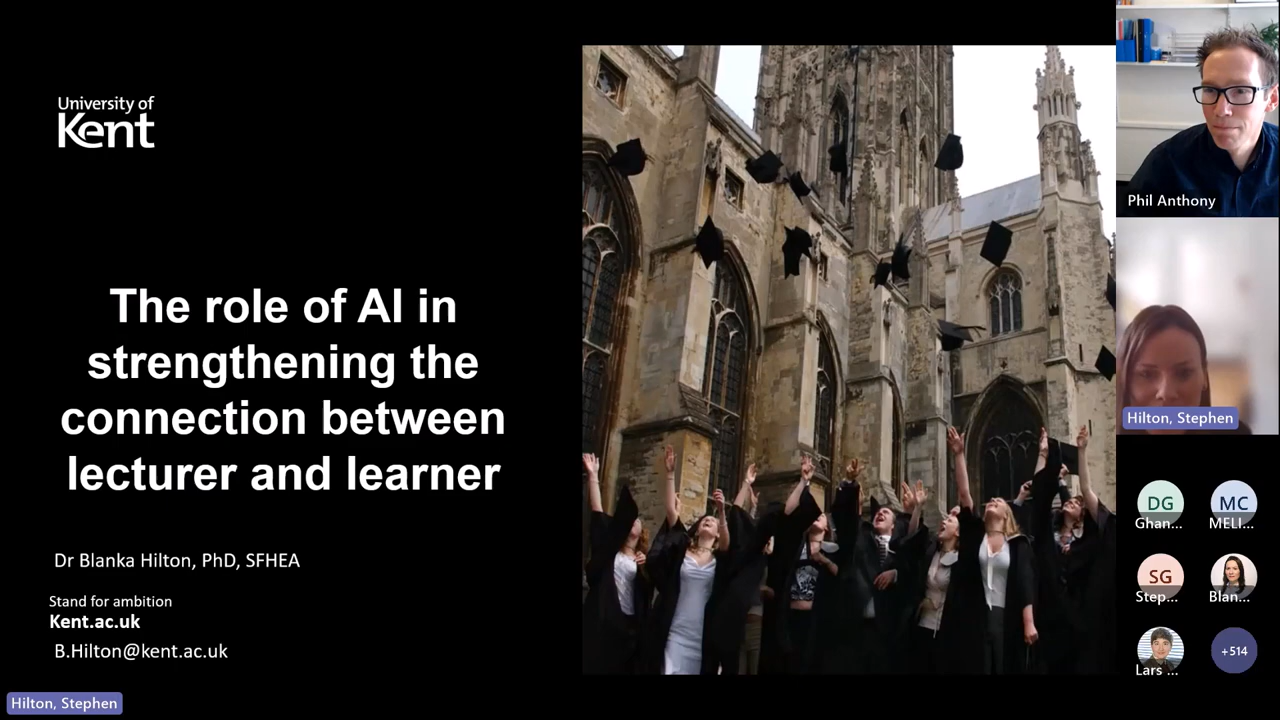 University of
Kent
The role of AI in
strengthening the
connection between
lecturer and learner
Dr Blanka Hilton, PhD, SFHEA
Stand for ambition
Kent.ac.uk
B.Hilton@kent.ac.uk
Hilton, Stephen
Phil Anthony
Hilton, Stephen
DG
Ghan...
MC
MELI...
SG
Step...
Blan...
Lars ...
+514